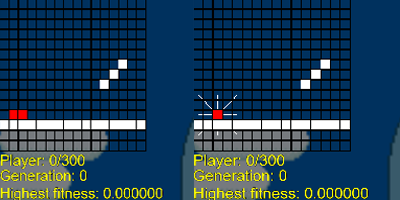 Player: 0/300
Generation: 0
Highest fitness: 0.000000
Player: 0/300
Generation: 0
Highest fitness: 0.000000